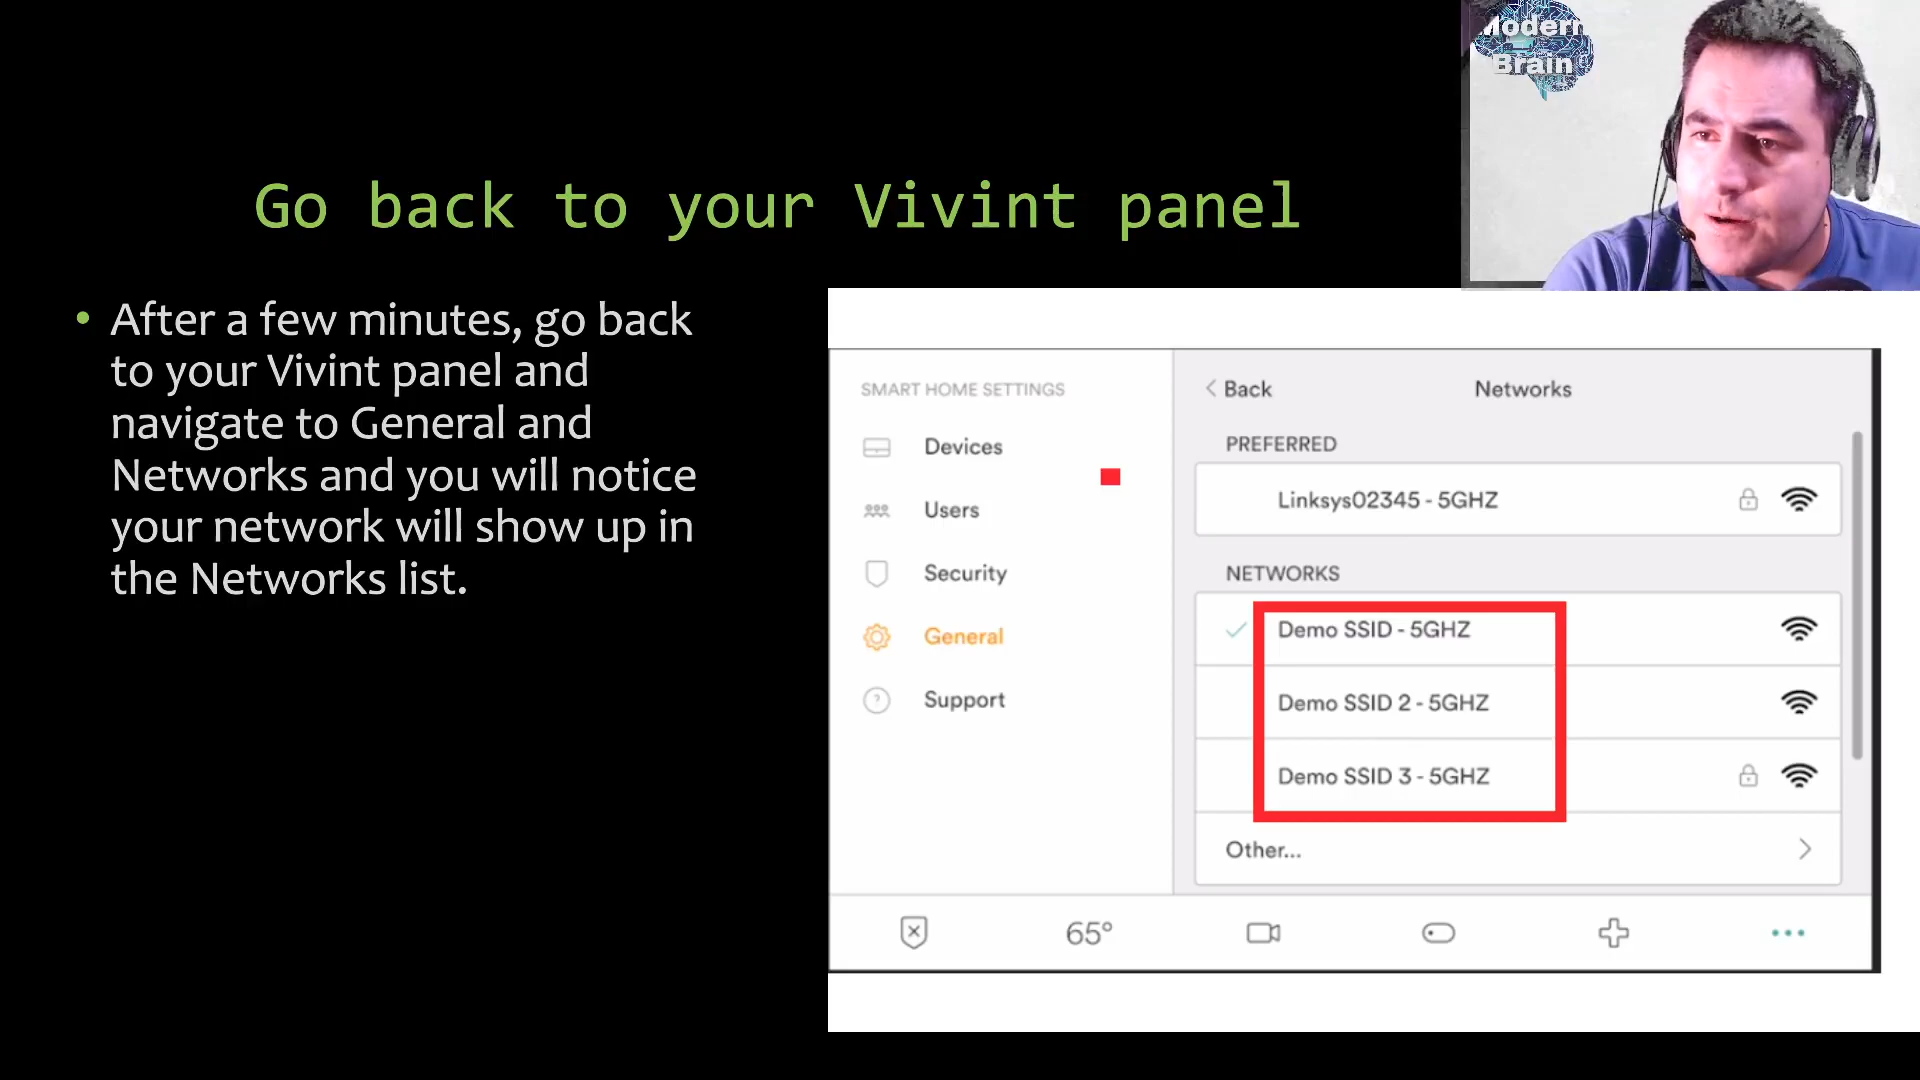 Modern
Brain
Go back to your Vivint panel
• After a few minutes, go back
to your Vivint panel and
navigate to General and
Networks and you will notice
your network will show up in
the Networks list.
SMART HOME SETTINGS
Devices
Users
Security
General
Support
Back
Networks
PREFERRED
Linksys02345 - 5GHZ
NETWORKS
Demo SSID - 5GHZ
Demo SSID 2 - 5GHZ
Demo SSID 3 - 5GHZ
Other...
65°